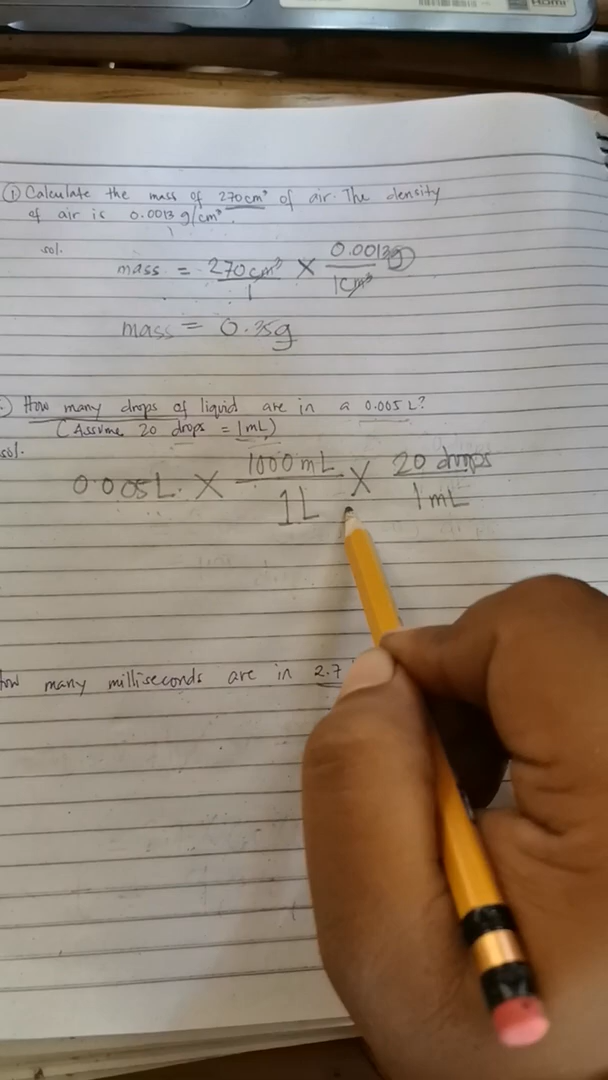 ① Calculate the mass of 270cm³ of air. The density
of air is 0.0013 g/cm³
sol.
mass = 270cm³/1 X 0.0013g/1cm³
mass = 0.35g
How many drops of liquid are in a 0.005 L?
(Assume 20 drops = 1mL)
sol.
0.005L X 1000mL/1L X 20 drops/1mL
How many milliseconds are in 2.7